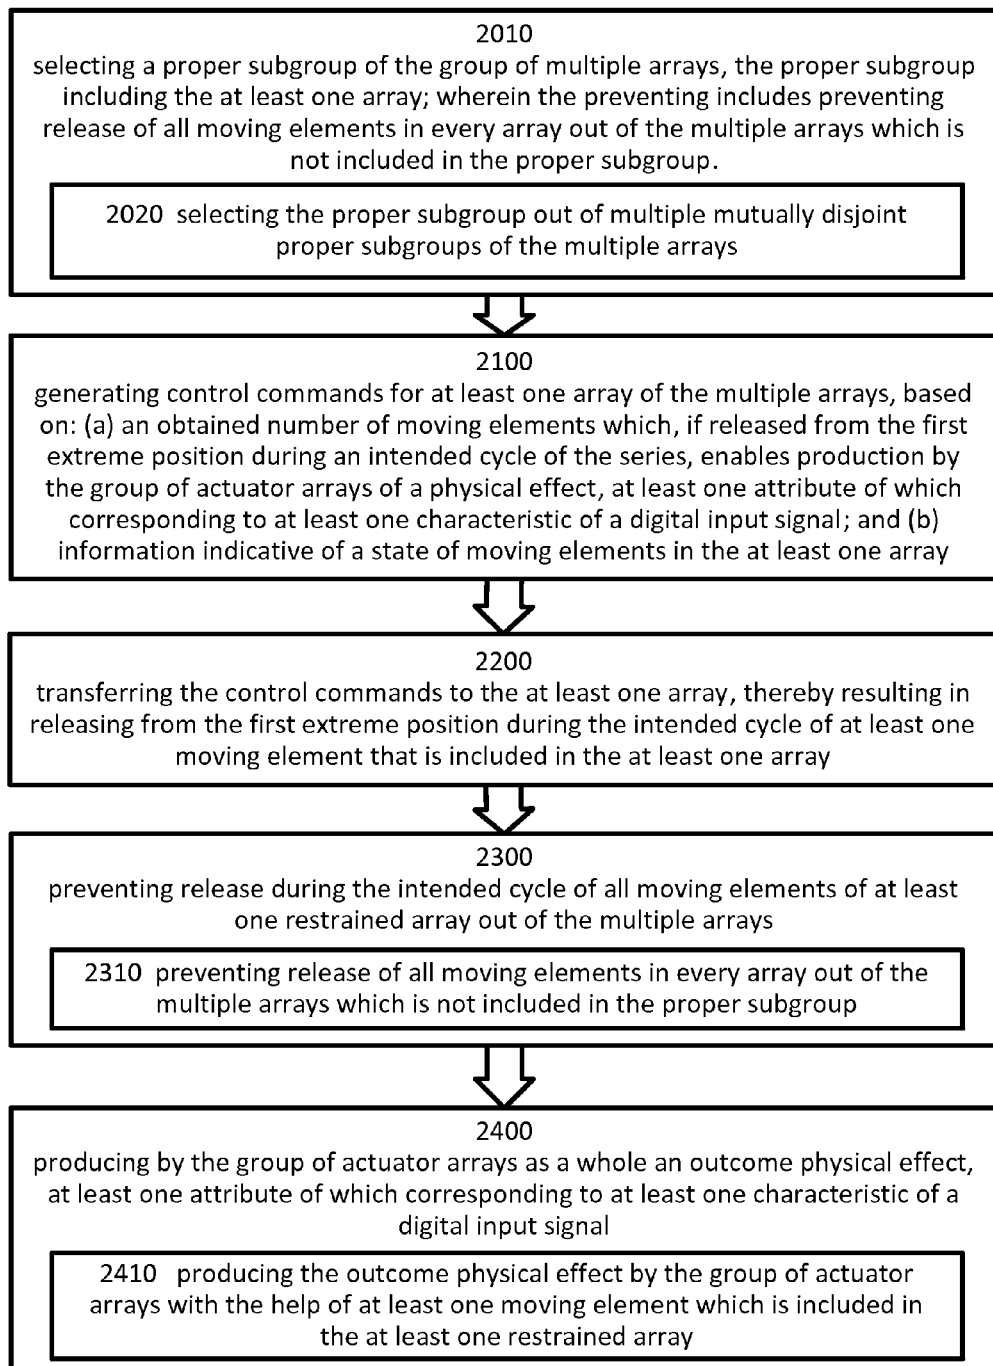 2010
selecting a proper subgroup of the group of multiple arrays, the proper subgroup
including the at least one array; wherein the preventing includes preventing
release of all moving elements in every array out of the multiple arrays which is
not included in the proper subgroup.
2020 selecting the proper subgroup out of multiple mutually disjoint
proper subgroups of the multiple arrays
2100
generating control commands for at least one array of the multiple arrays, based
on: (a) an obtained number of moving elements which, if released from the first
extreme position during an intended cycle of the series, enables production by
the group of actuator arrays of a physical effect, at least one attribute of which
corresponding to at least one characteristic of a digital input signal; and (b)
information indicative of a state of moving elements in the at least one array
2200
transferring the control commands to the at least one array, thereby resulting in
releasing from the first extreme position during the intended cycle of at least one
moving element that is included in the at least one array
2300
preventing release during the intended cycle of all moving elements of at least
one restrained array out of the multiple arrays
2310 preventing release of all moving elements in every array out of the
multiple arrays which is not included in the proper subgroup
2400
producing by the group of actuator arrays as a whole an outcome physical effect,
at least one attribute of which corresponding to at least one characteristic of a
digital input signal
2410 producing the outcome physical effect by the group of actuator
arrays with the help of at least one moving element which is included in
the at least one restrained array